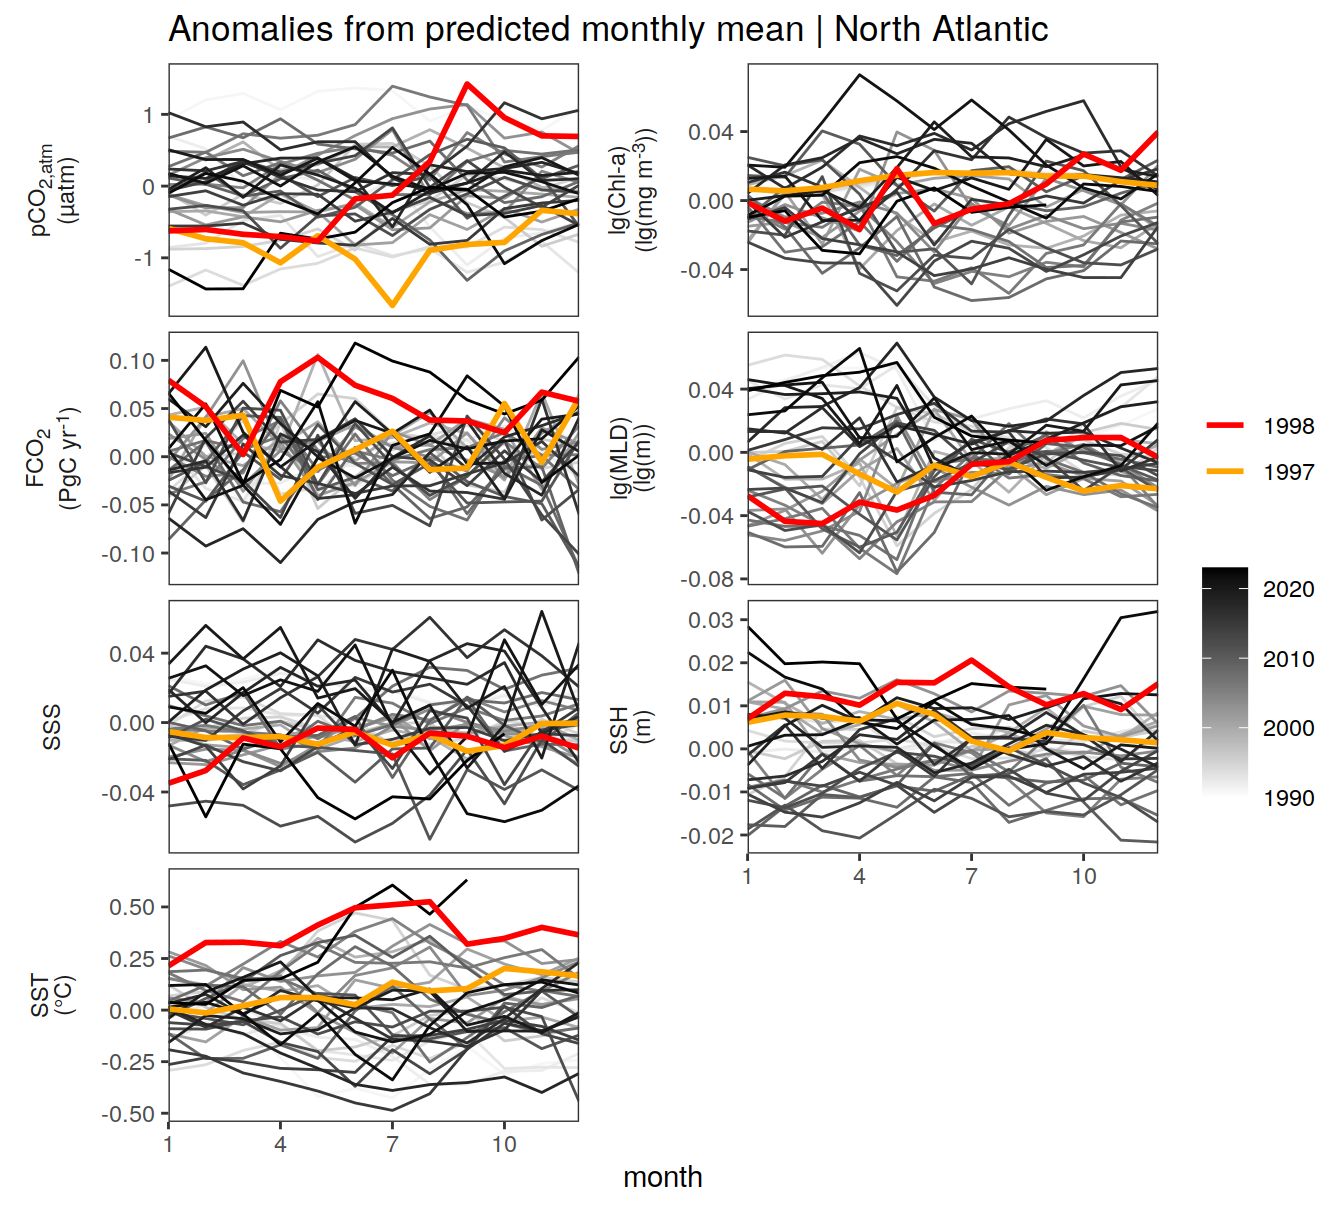 Anomalies from predicted monthly mean | North Atlantic
pCO2,atm
(µatm)
1
0
-1
lg(Chl-a)
(lg(mg m-3))
0.04
0.00
-0.04
FCO2
(PgC yr-1)
0.10
0.05
0.00
-0.05
-0.10
lg(MLD)
(lg(m))
0.04
0.00
-0.04
-0.08
SSS
0.04
0.00
-0.04
SSH
(m)
0.03
0.02
0.01
0.00
-0.01
-0.02
1 4 7 10
SST
(°C)
0.50
0.25
0.00
-0.25
-0.50
1 4 7 10
month
1998
1997
2020
2010
2000
1990